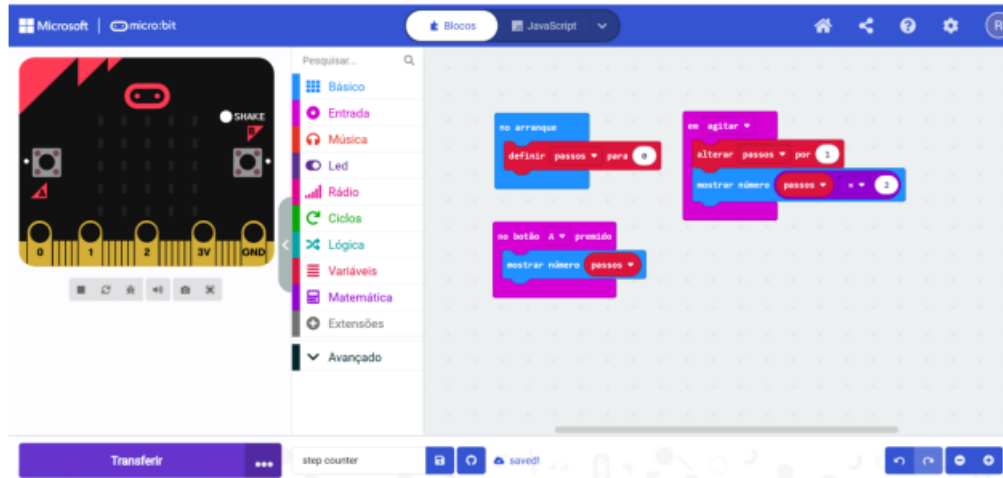 Microsoft micro:bit
Blocos
JavaScript
R
SHAKE
B
A
0 1 2 3V GND
Pesquisar...
Básico
Entrada
Música
Led
Rádio
Ciclos
Lógica
Variáveis
Matemática
Extensões
Avançado
no arranque
definir passos para 0
em agitar
alterar passos por 1
mostrar número passos × 2
no botão A premido
mostrar número passos
Transferir
step counter
saved!